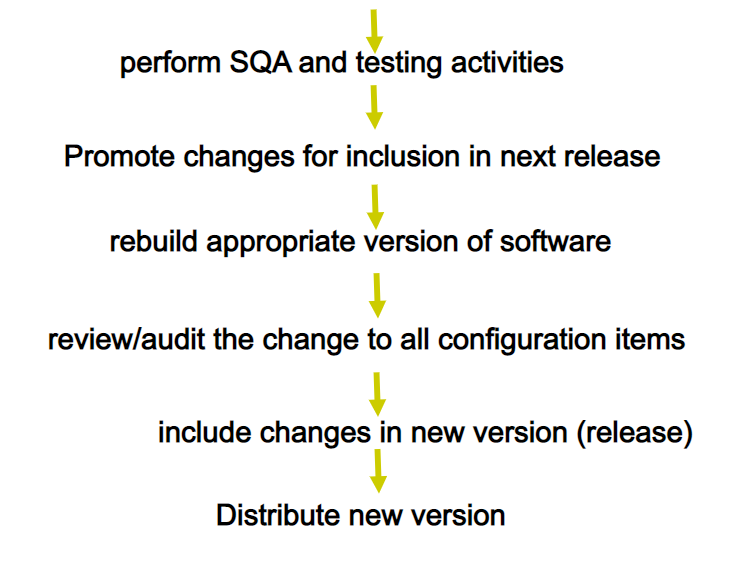 perform SQA and testing activities
Promote changes for inclusion in next release
rebuild appropriate version of software
review/audit the change to all configuration items
include changes in new version (release)
Distribute new version